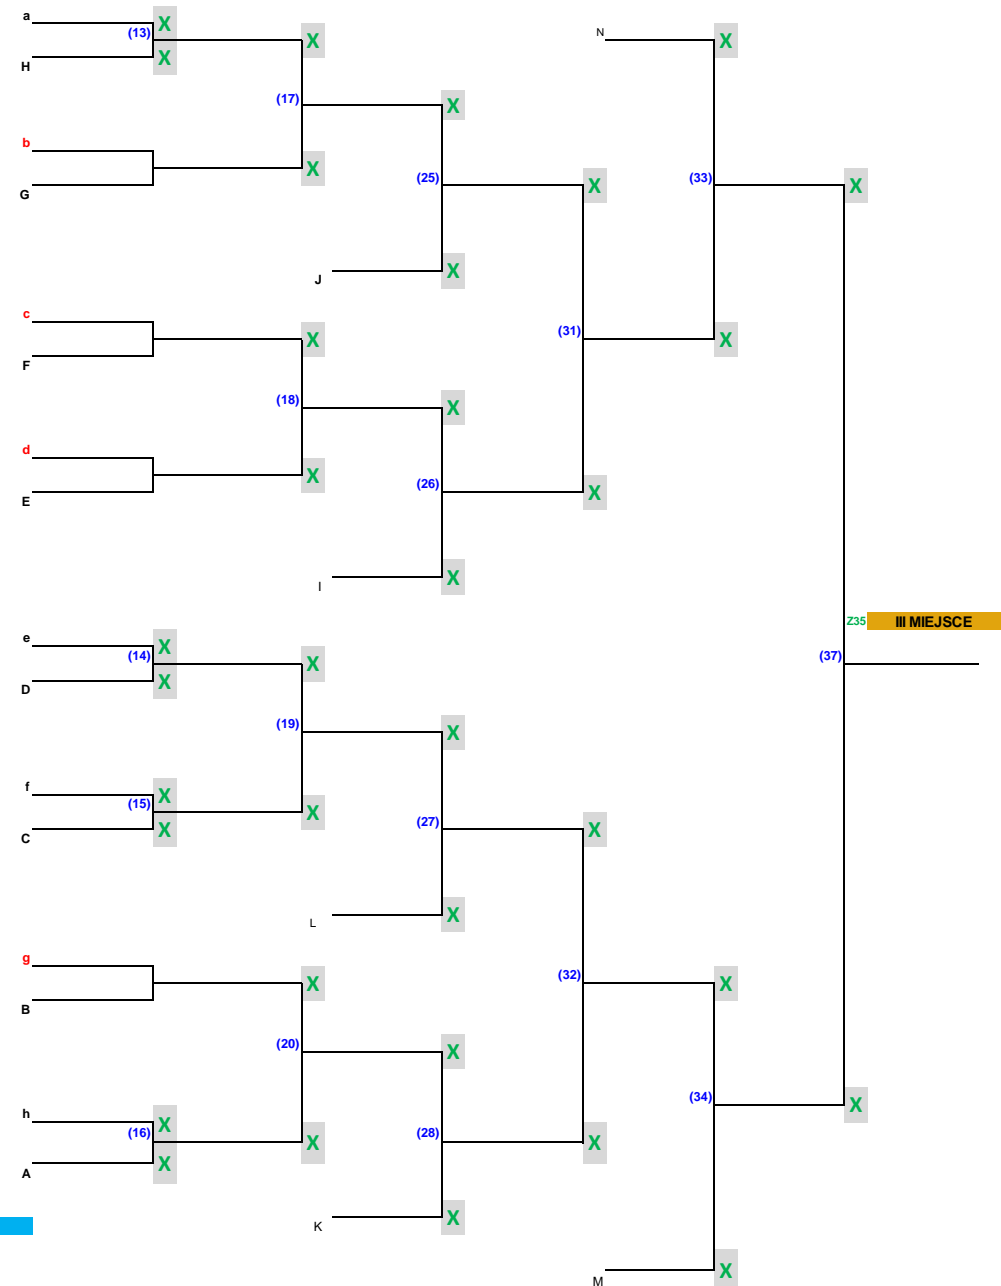 a X N
(13) X X
H X
(17) X
b
G X (25) X (33) X
J X
c
F X (31) X
(18) X
d
E X (26) X
I X
e X Z35 III MIEJSCE
(14) X (37)
D X
(19) X
f X
(15) X (27) X
C X
L X
g
B X (32) X
(20) X
h X (34) X
(16) X (28) X
A X
K X
M X